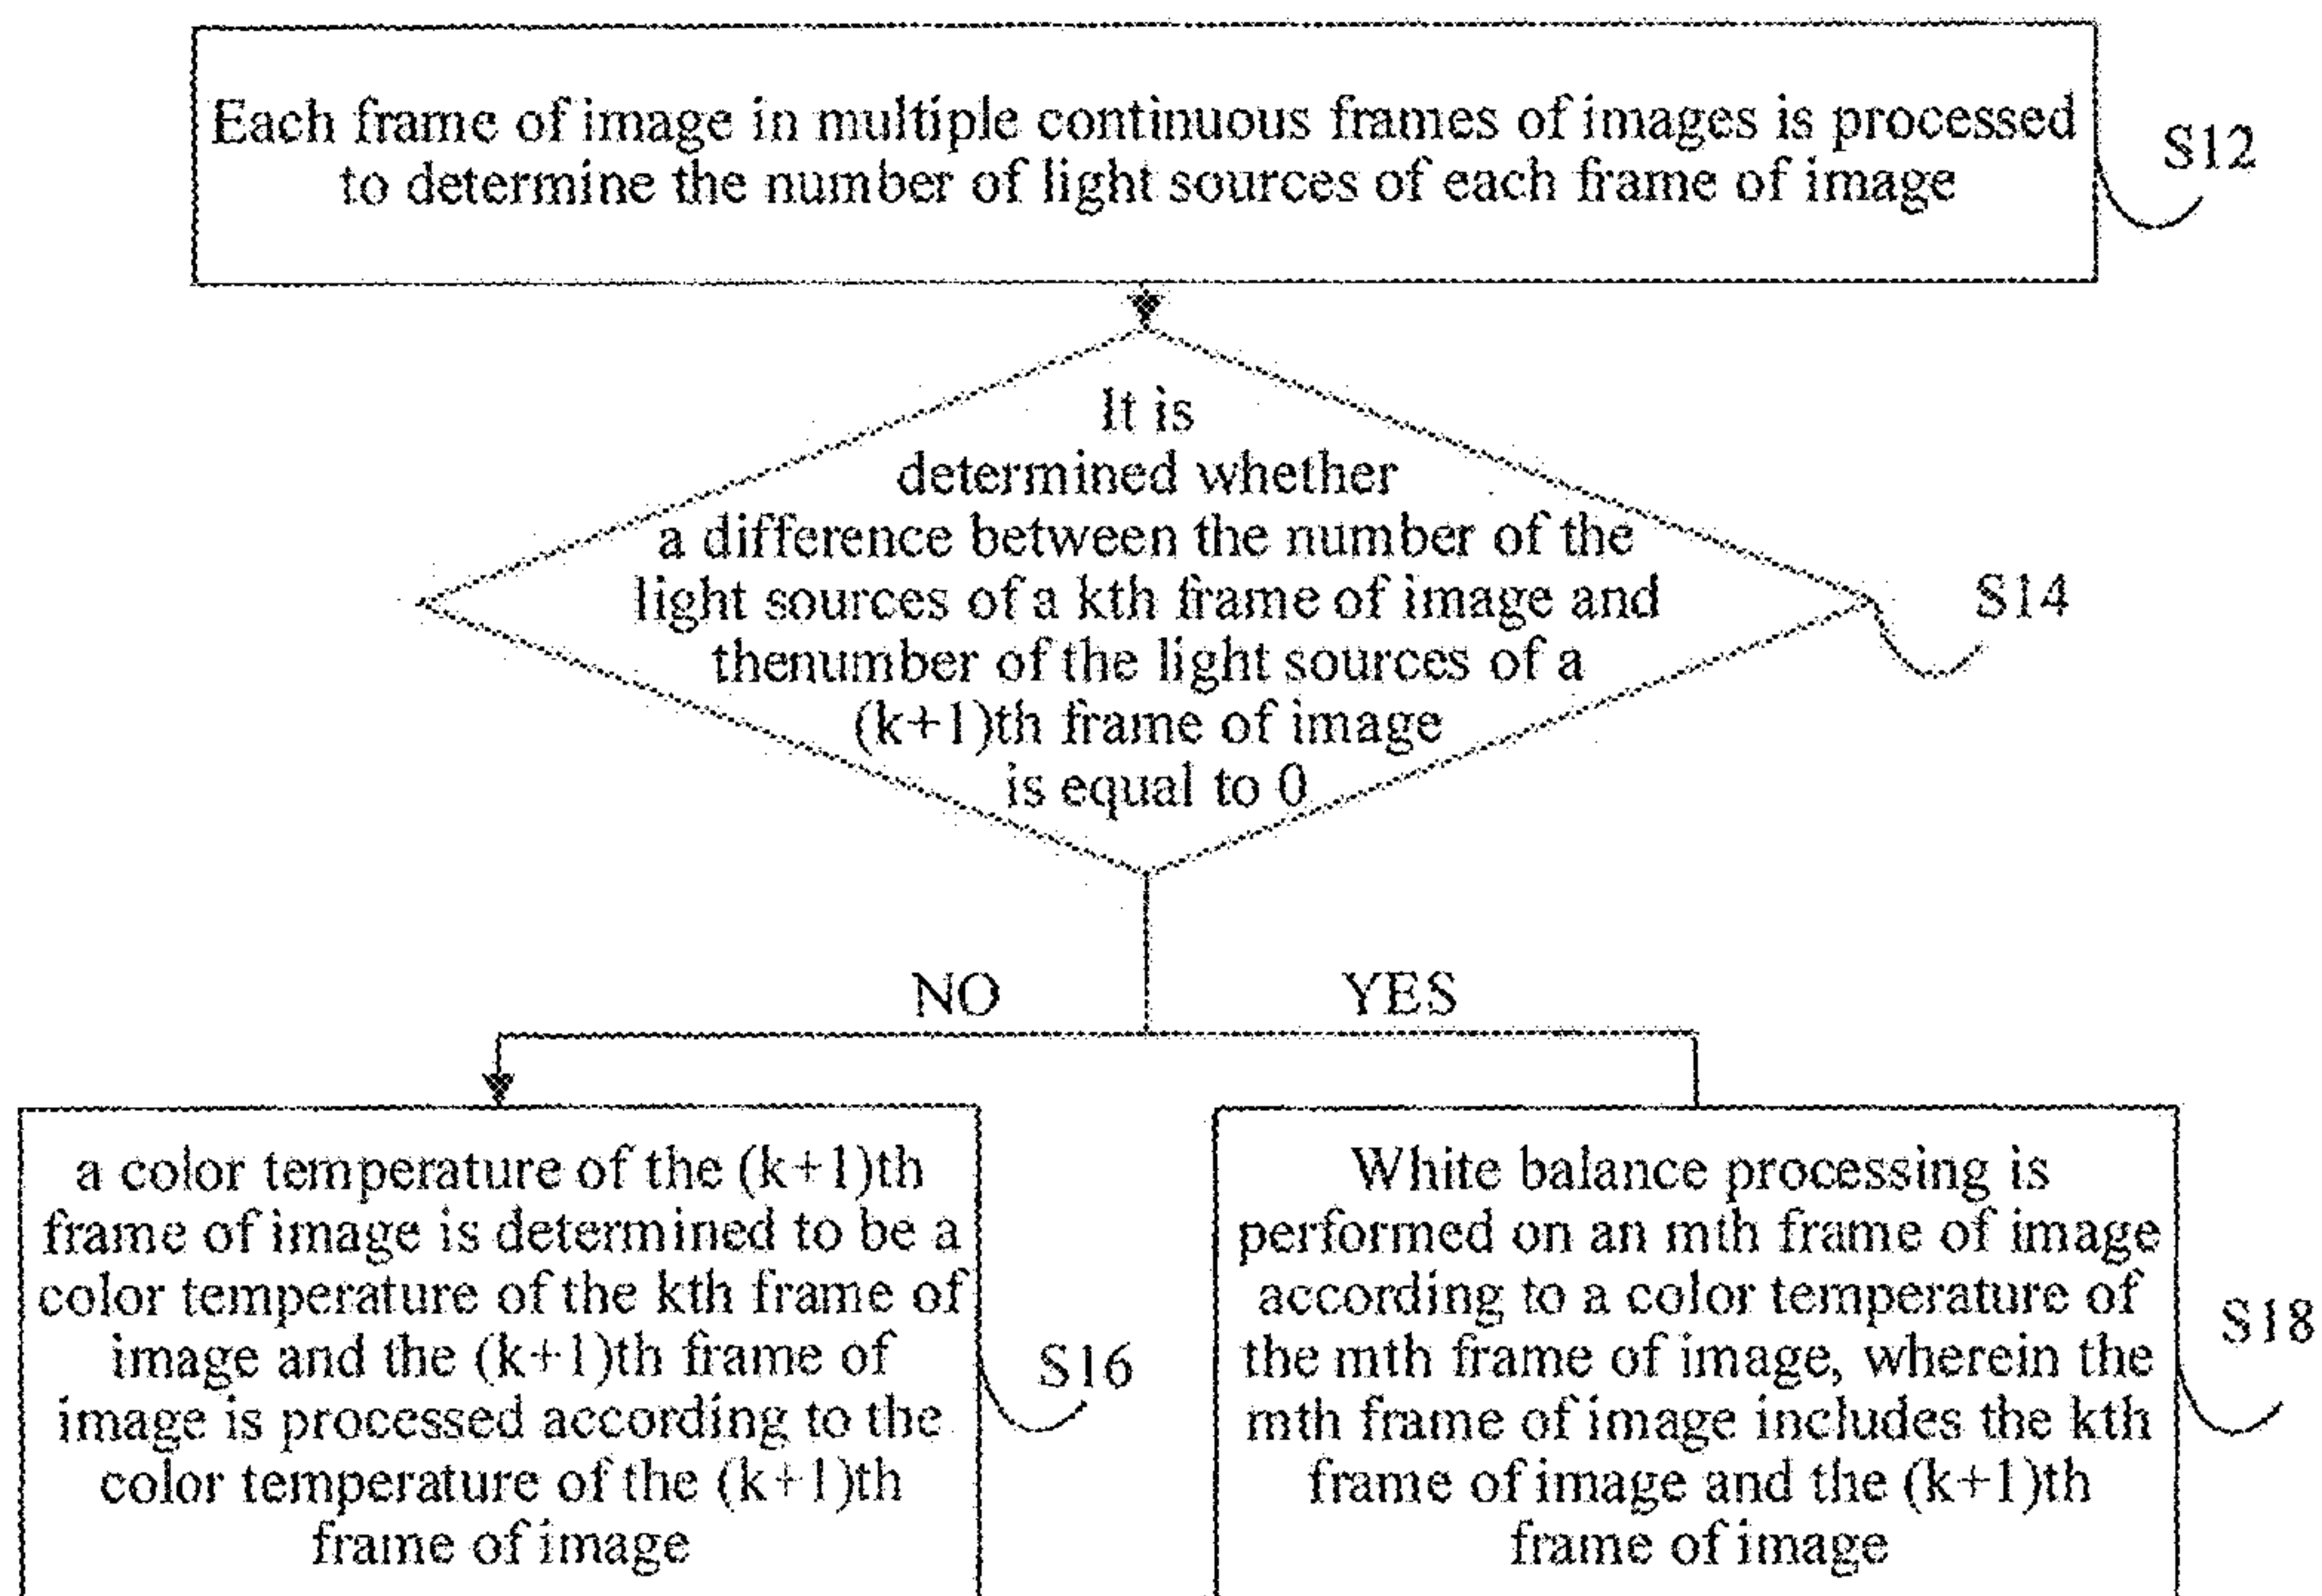 Each frame of image in multiple continuous frames of images is processed
to determine the number of light sources of each frame of image
S12
It is
determined whether
a difference between the number of the
light sources of a kth frame of image and
thenumber of the light sources of a
(k+1)th frame of image
is equal to 0
S14
NO
YES
a color temperature of the (k+1)th
frame of image is determined to be a
color temperature of the kth frame of
image and the (k+1)th frame of
image is processed according to the
color temperature of the (k+1)th
frame of image
S16
White balance processing is
performed on an mth frame of image
according to a color temperature of
the mth frame of image, wherein the
mth frame of image includes the kth
frame of image and the (k+1)th
frame of image
S18